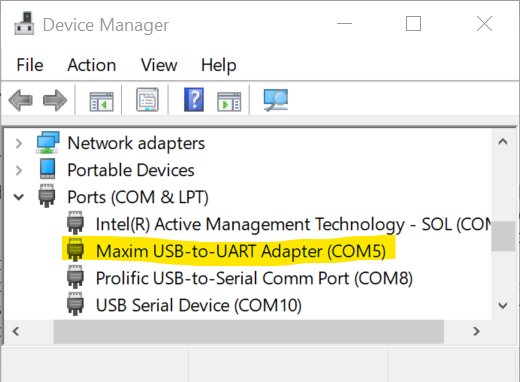 Device Manager
File Action View Help
Network adapters
Portable Devices
Ports (COM & LPT)
Intel(R) Active Management Technology - SOL (COM
Maxim USB-to-UART Adapter (COM5)
Prolific USB-to-Serial Comm Port (COM8)
USB Serial Device (COM10)